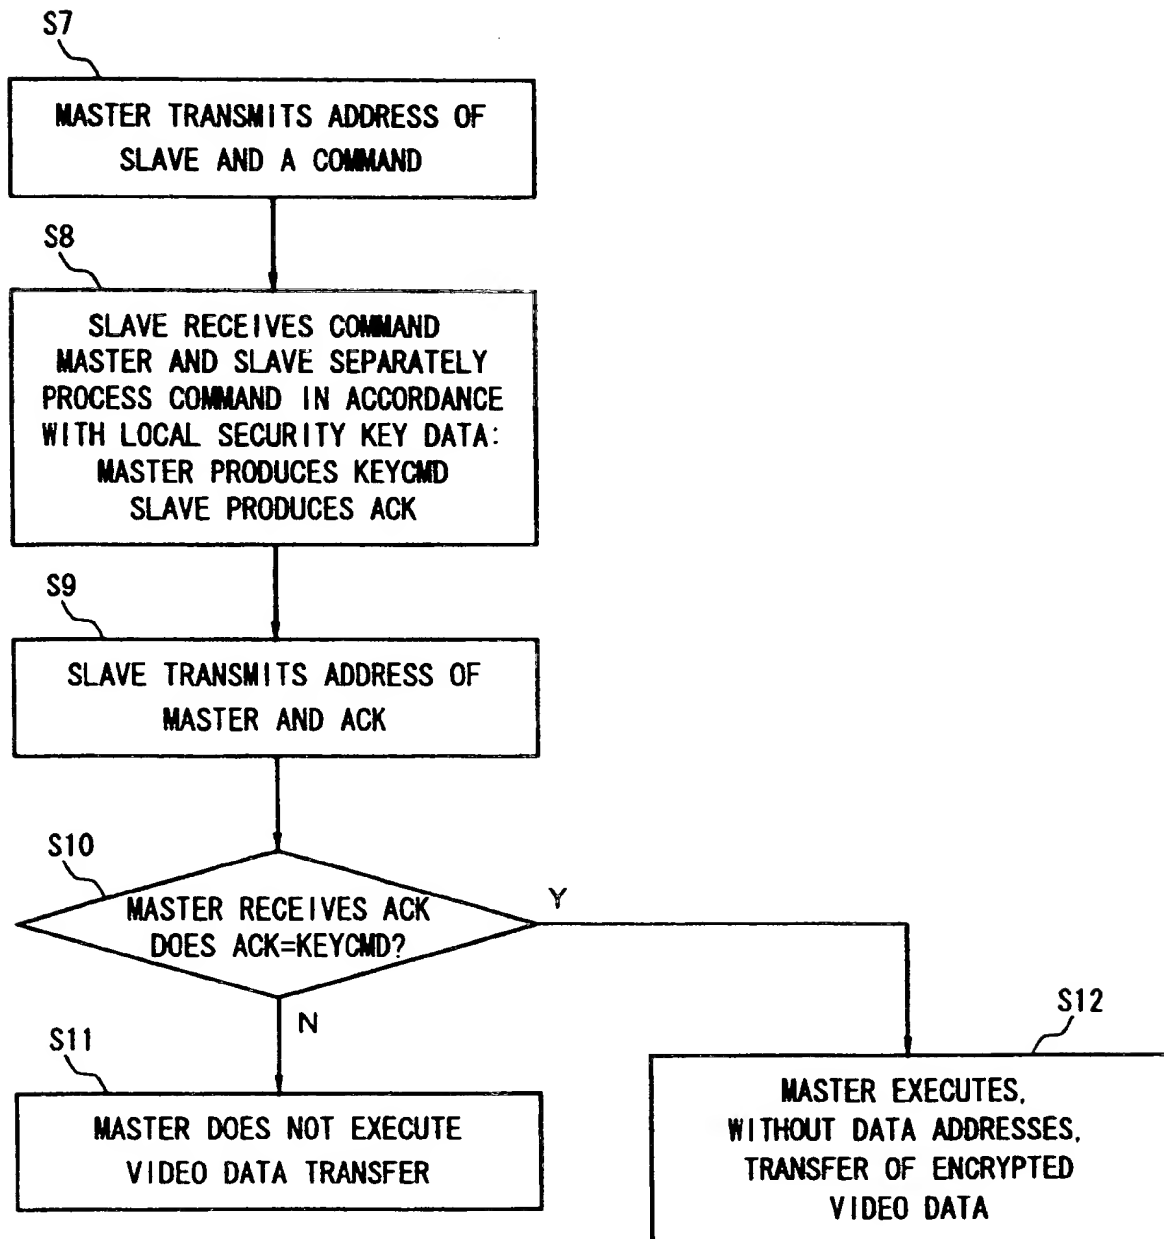 S7
MASTER TRANSMITS ADDRESS OF
SLAVE AND A COMMAND
S8
SLAVE RECEIVES COMMAND
MASTER AND SLAVE SEPARATELY
PROCESS COMMAND IN ACCORDANCE
WITH LOCAL SECURITY KEY DATA:
MASTER PRODUCES KEYCMD
SLAVE PRODUCES ACK
S9
SLAVE TRANSMITS ADDRESS OF
MASTER AND ACK
S10
MASTER RECEIVES ACK
DOES ACK=KEYCMD?
Y
N
S11
MASTER DOES NOT EXECUTE
VIDEO DATA TRANSFER
S12
MASTER EXECUTES,
WITHOUT DATA ADDRESSES,
TRANSFER OF ENCRYPTED
VIDEO DATA